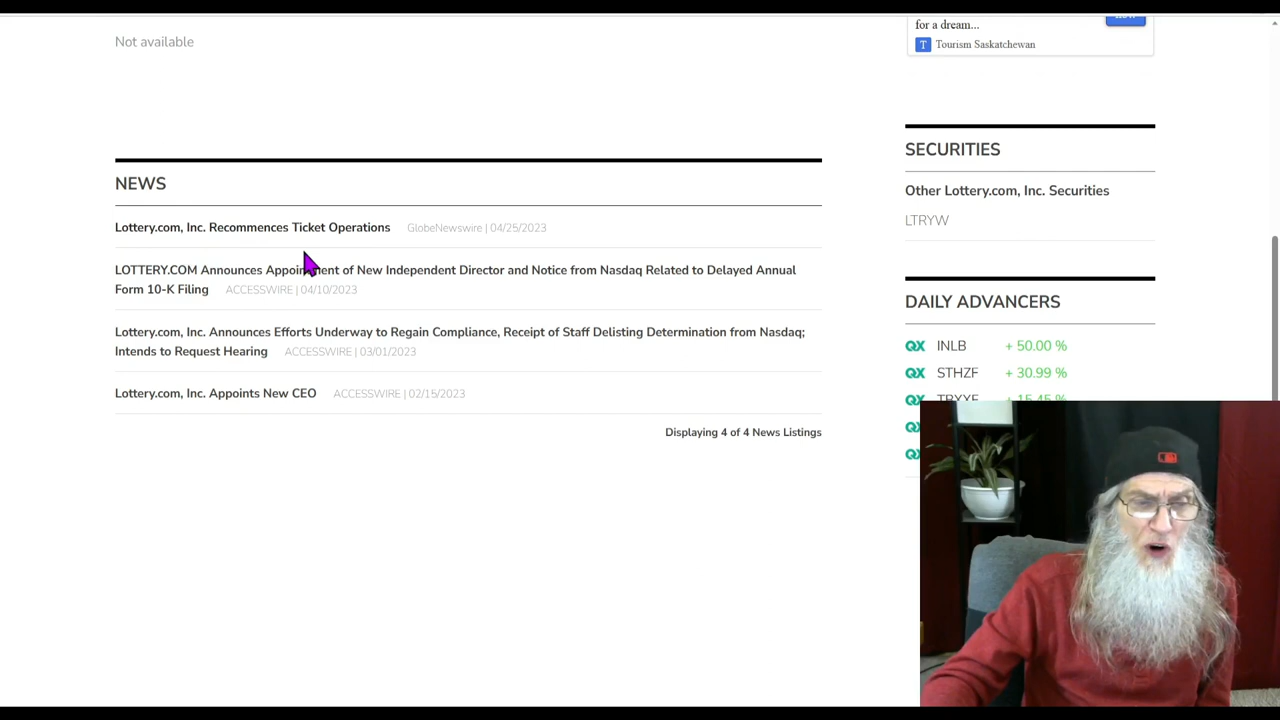 for a dream...
T Tourism Saskatchewan
Not available
NEWS
Lottery.com, Inc. Recommences Ticket Operations GlobeNewswire | 04/25/2023
LOTTERY.COM Announces Appointment of New Independent Director and Notice from Nasdaq Related to Delayed Annual
Form 10-K Filing ACCESSWIRE | 04/10/2023
Lottery.com, Inc. Announces Efforts Underway to Regain Compliance, Receipt of Staff Delisting Determination from Nasdaq;
Intends to Request Hearing ACCESSWIRE | 03/01/2023
Lottery.com, Inc. Appoints New CEO ACCESSWIRE | 02/15/2023
Displaying 4 of 4 News Listings
SECURITIES
Other Lottery.com, Inc. Securities
LTRYW
DAILY ADVANCERS
QX INLB + 50.00 %
QX STHZF + 30.99 %
QX + 15.45 %